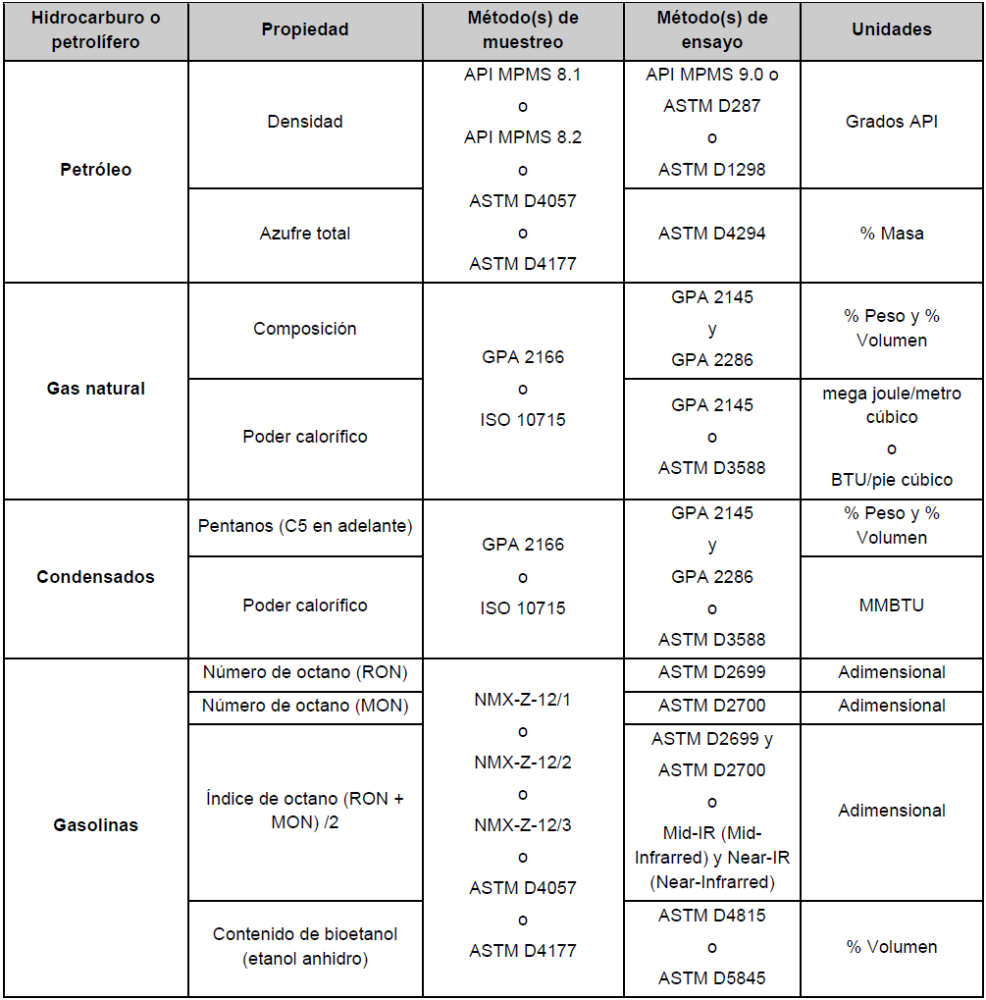 Hidrocarburo o
petrolífero
Propiedad
Método(s) de
muestreo
Método(s) de
ensayo
Unidades
Petróleo
Densidad
API MPMS 8.1
o
API MPMS 8.2
o
ASTM D4057
o
ASTM D4177
API MPMS 9.0 o
ASTM D287
o
ASTM D1298
Grados API
Azufre total
ASTM D4294
% Masa
Gas natural
Composición
GPA 2166
o
ISO 10715
GPA 2145
y
GPA 2286
% Peso y %
Volumen
Poder calorífico
GPA 2145
o
ASTM D3588
mega joule/metro
cúbico
o
BTU/pie cúbico
Condensados
Pentanos (C5 en adelante)
GPA 2166
o
ISO 10715
GPA 2145
y
GPA 2286
o
ASTM D3588
% Peso y %
Volumen
Poder calorífico
MMBTU
Gasolinas
Número de octano (RON)
NMX-Z-12/1
o
NMX-Z-12/2
o
NMX-Z-12/3
o
ASTM D4057
o
ASTM D4177
ASTM D2699
Adimensional
Número de octano (MON)
ASTM D2700
Adimensional
Índice de octano (RON +
MON) /2
ASTM D2699 y
ASTM D2700
o
Mid-IR (Mid-
Infrarred) y Near-IR
(Near-Infrarred)
Adimensional
Contenido de bioetanol
(etanol anhidro)
ASTM D4815
o
ASTM D5845
% Volumen